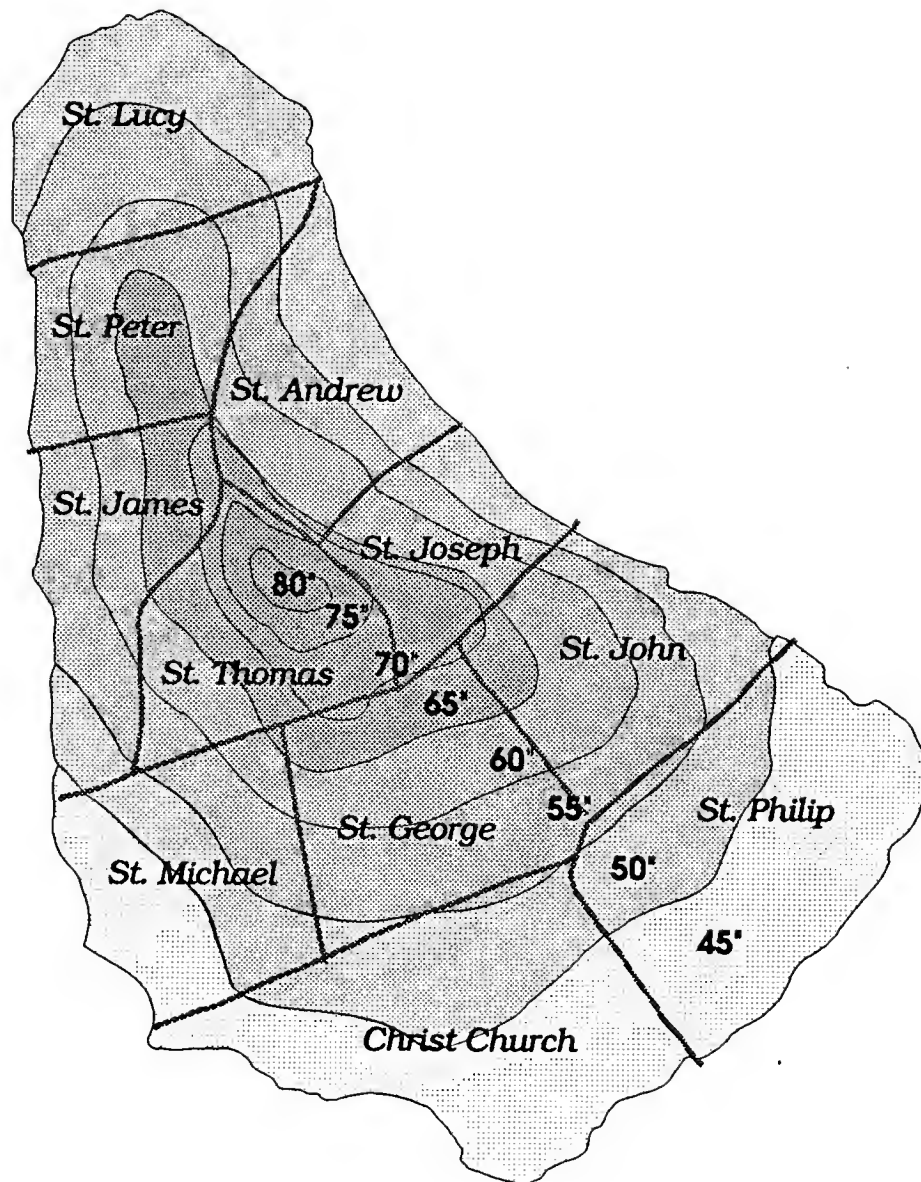 St. Lucy
St. Peter
St. Andrew
St. James
St. Joseph
80"
75"
St. Thomas
70"
St. John
65"
60"
55"
St. Philip
St. George
St. Michael
50"
45"
Christ Church